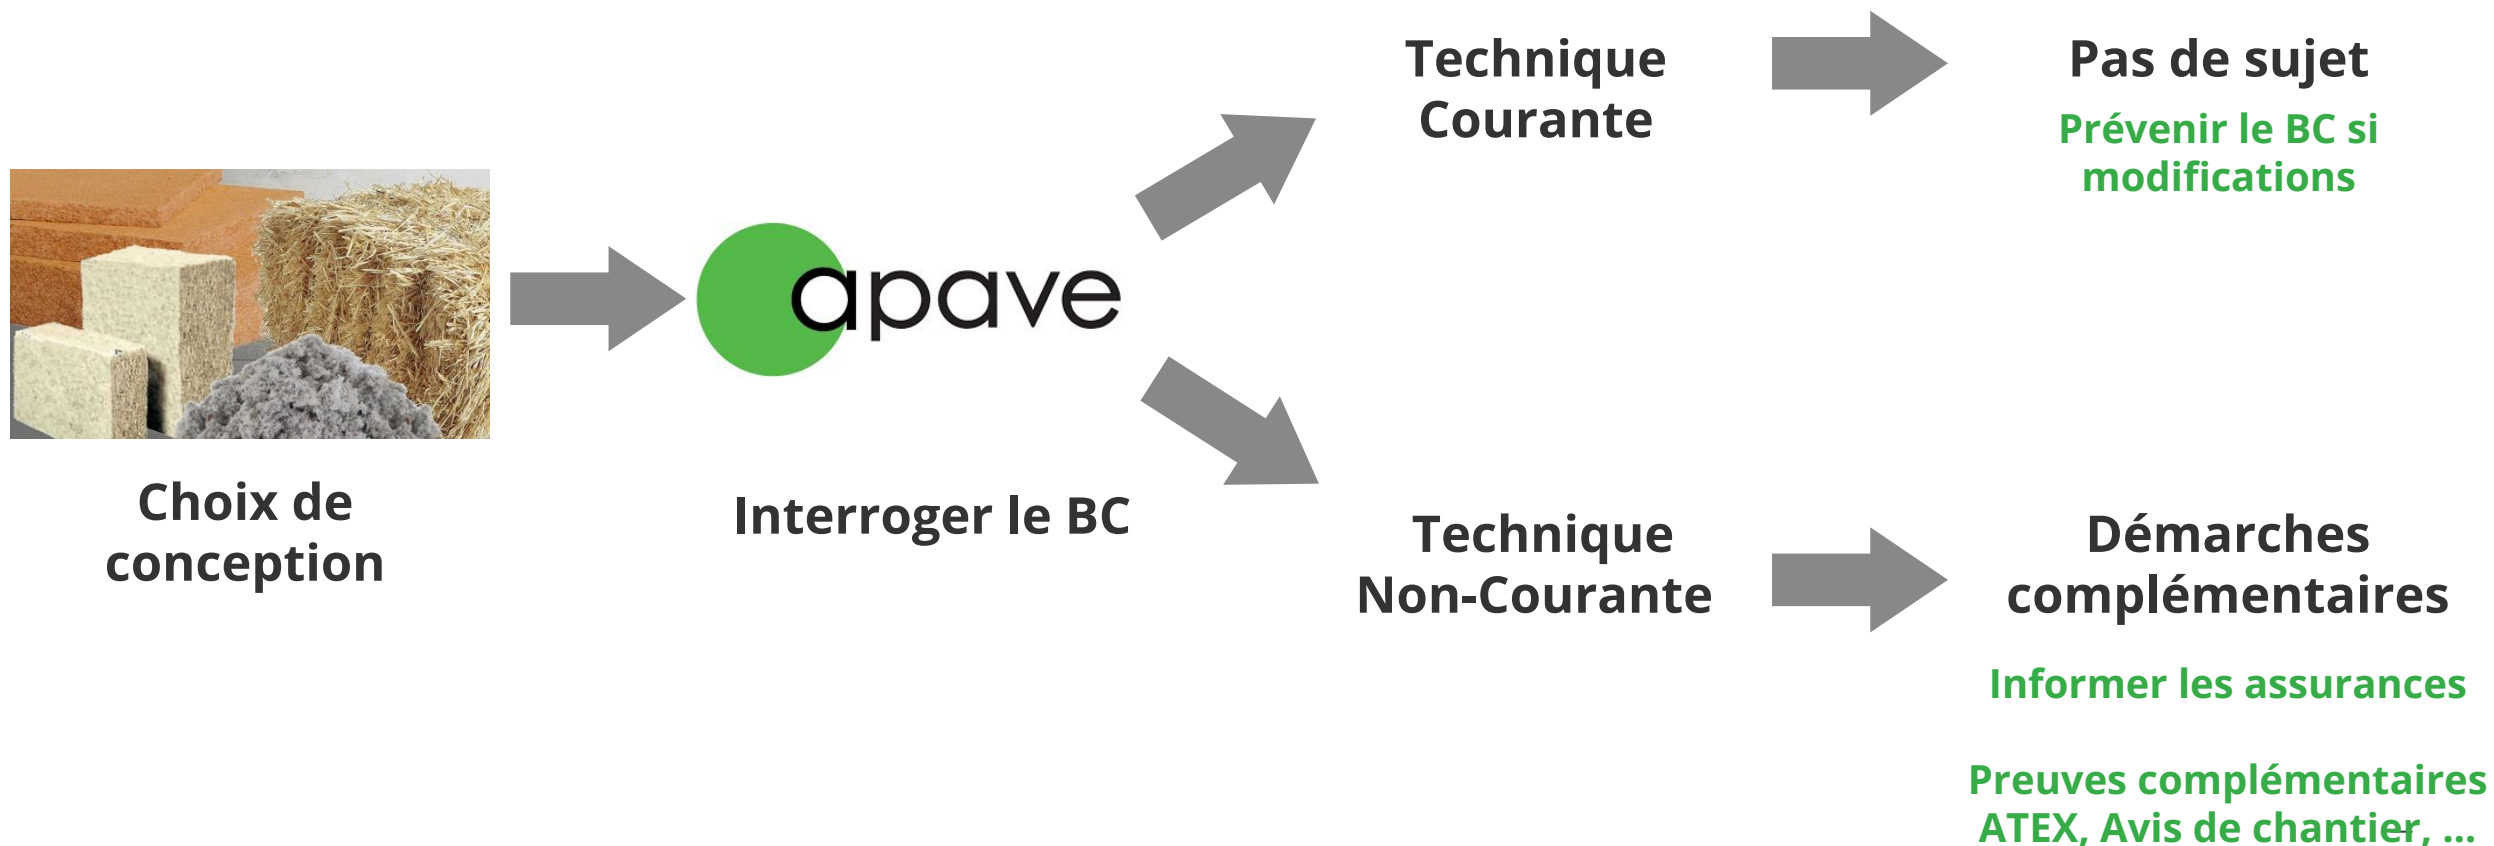 Choix de
conception
apave
Interroger le BC
Technique
Courante
Pas de sujet
Prévenir le BC si
modifications
Technique
Non-Courante
Démarches
complémentaires
Informer les assurances
Preuves complémentaires
ATEX, Avis de chantier, ...